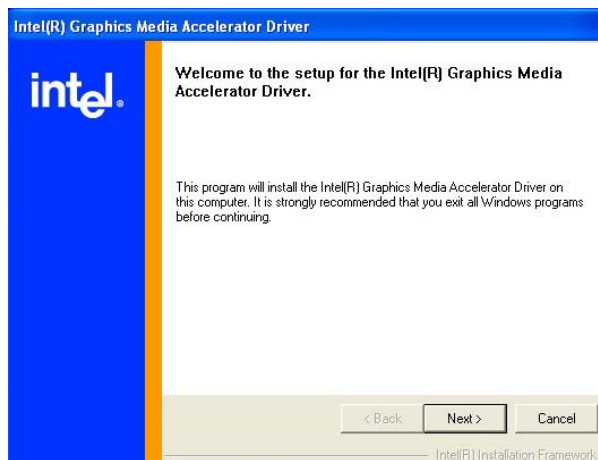 Intel(R) Graphics Media Accelerator Driver
intel®
Welcome to the setup for the Intel(R) Graphics Media
Accelerator Driver.
This program will install the Intel(R) Graphics Media Accelerator Driver on
this computer. It is strongly recommended that you exit all Windows programs
before continuing.
< Back
Next >
Cancel
Intel(R) Installation Framework